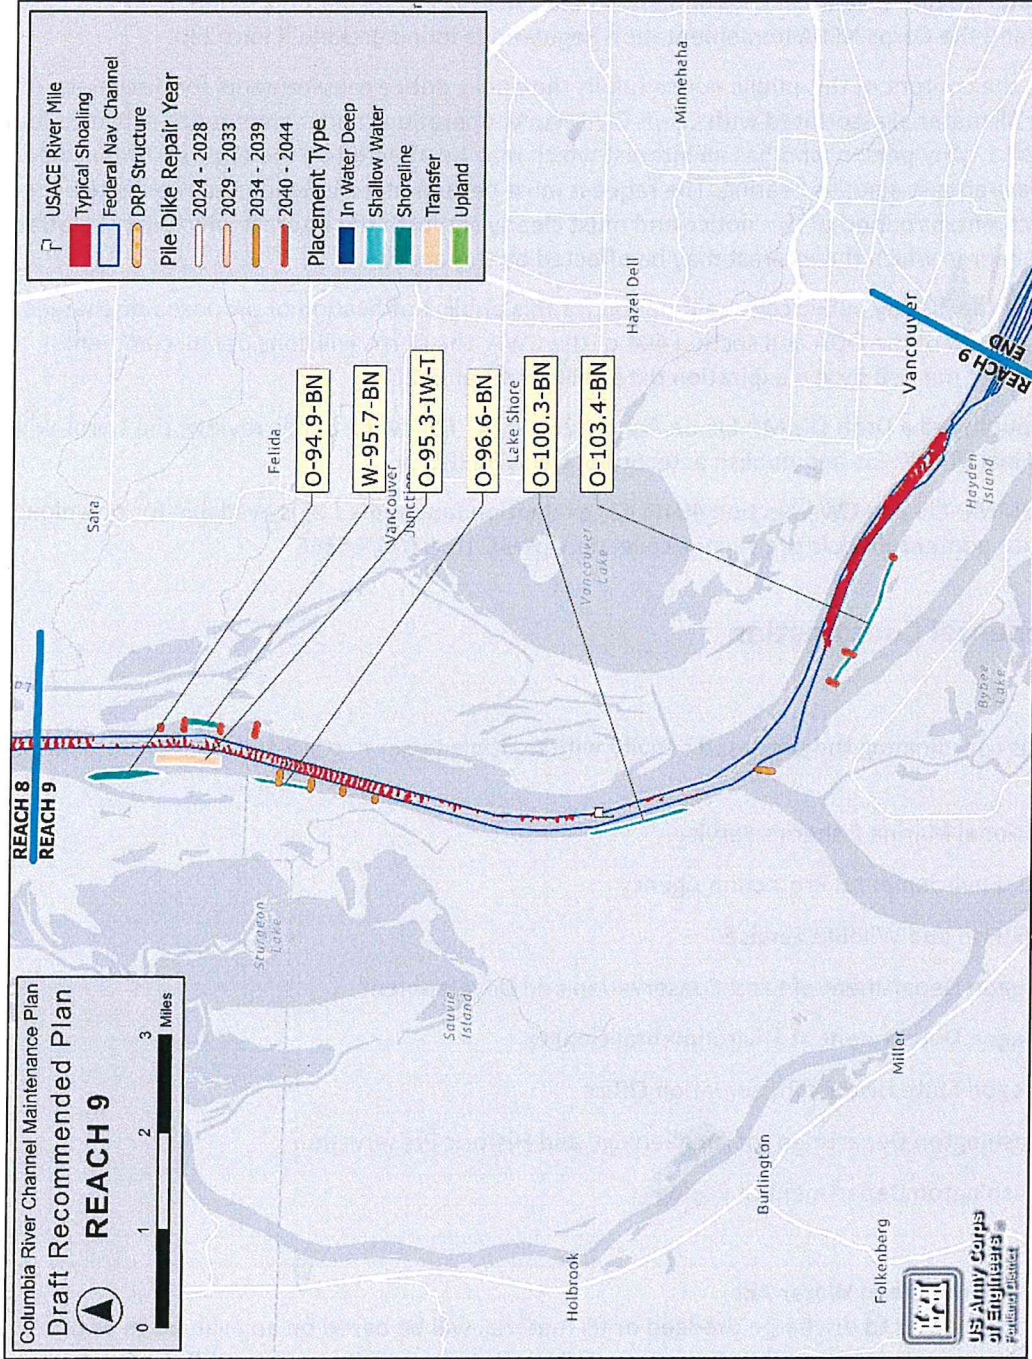 Columbia River Channel Maintenance Plan
Draft Recommended Plan
REACH 9
0 1 2 3
Miles
USACE River Mile
Typical Shoaling
Federal Nav Channel
DRP Structure
Pile Dike Repair Year
2024 - 2028
2029 - 2033
2034 - 2039
2040 - 2044
Placement Type
In Water Deep
Shallow Water
Shoreline
Transfer
Upland
REACH 8
REACH 9
Sara
Felida
O-94.9-BN
W-95.7-BN
Vancouver
Junction
O-95.3-IW-T
O-96.6-BN
Lake Shore
O-100.3-BN
O-103.4-BN
Hazel Dell
Minnehaha
Vancouver
Lake
Sturgeon
Lake
Sauvie
Island
Vancouver
REACH 9
END
Hayden
Island
Bybee
Lake
Holbrook
Burlington
Miller
Folkenberg
US Army Corps
of Engineers
Portland District